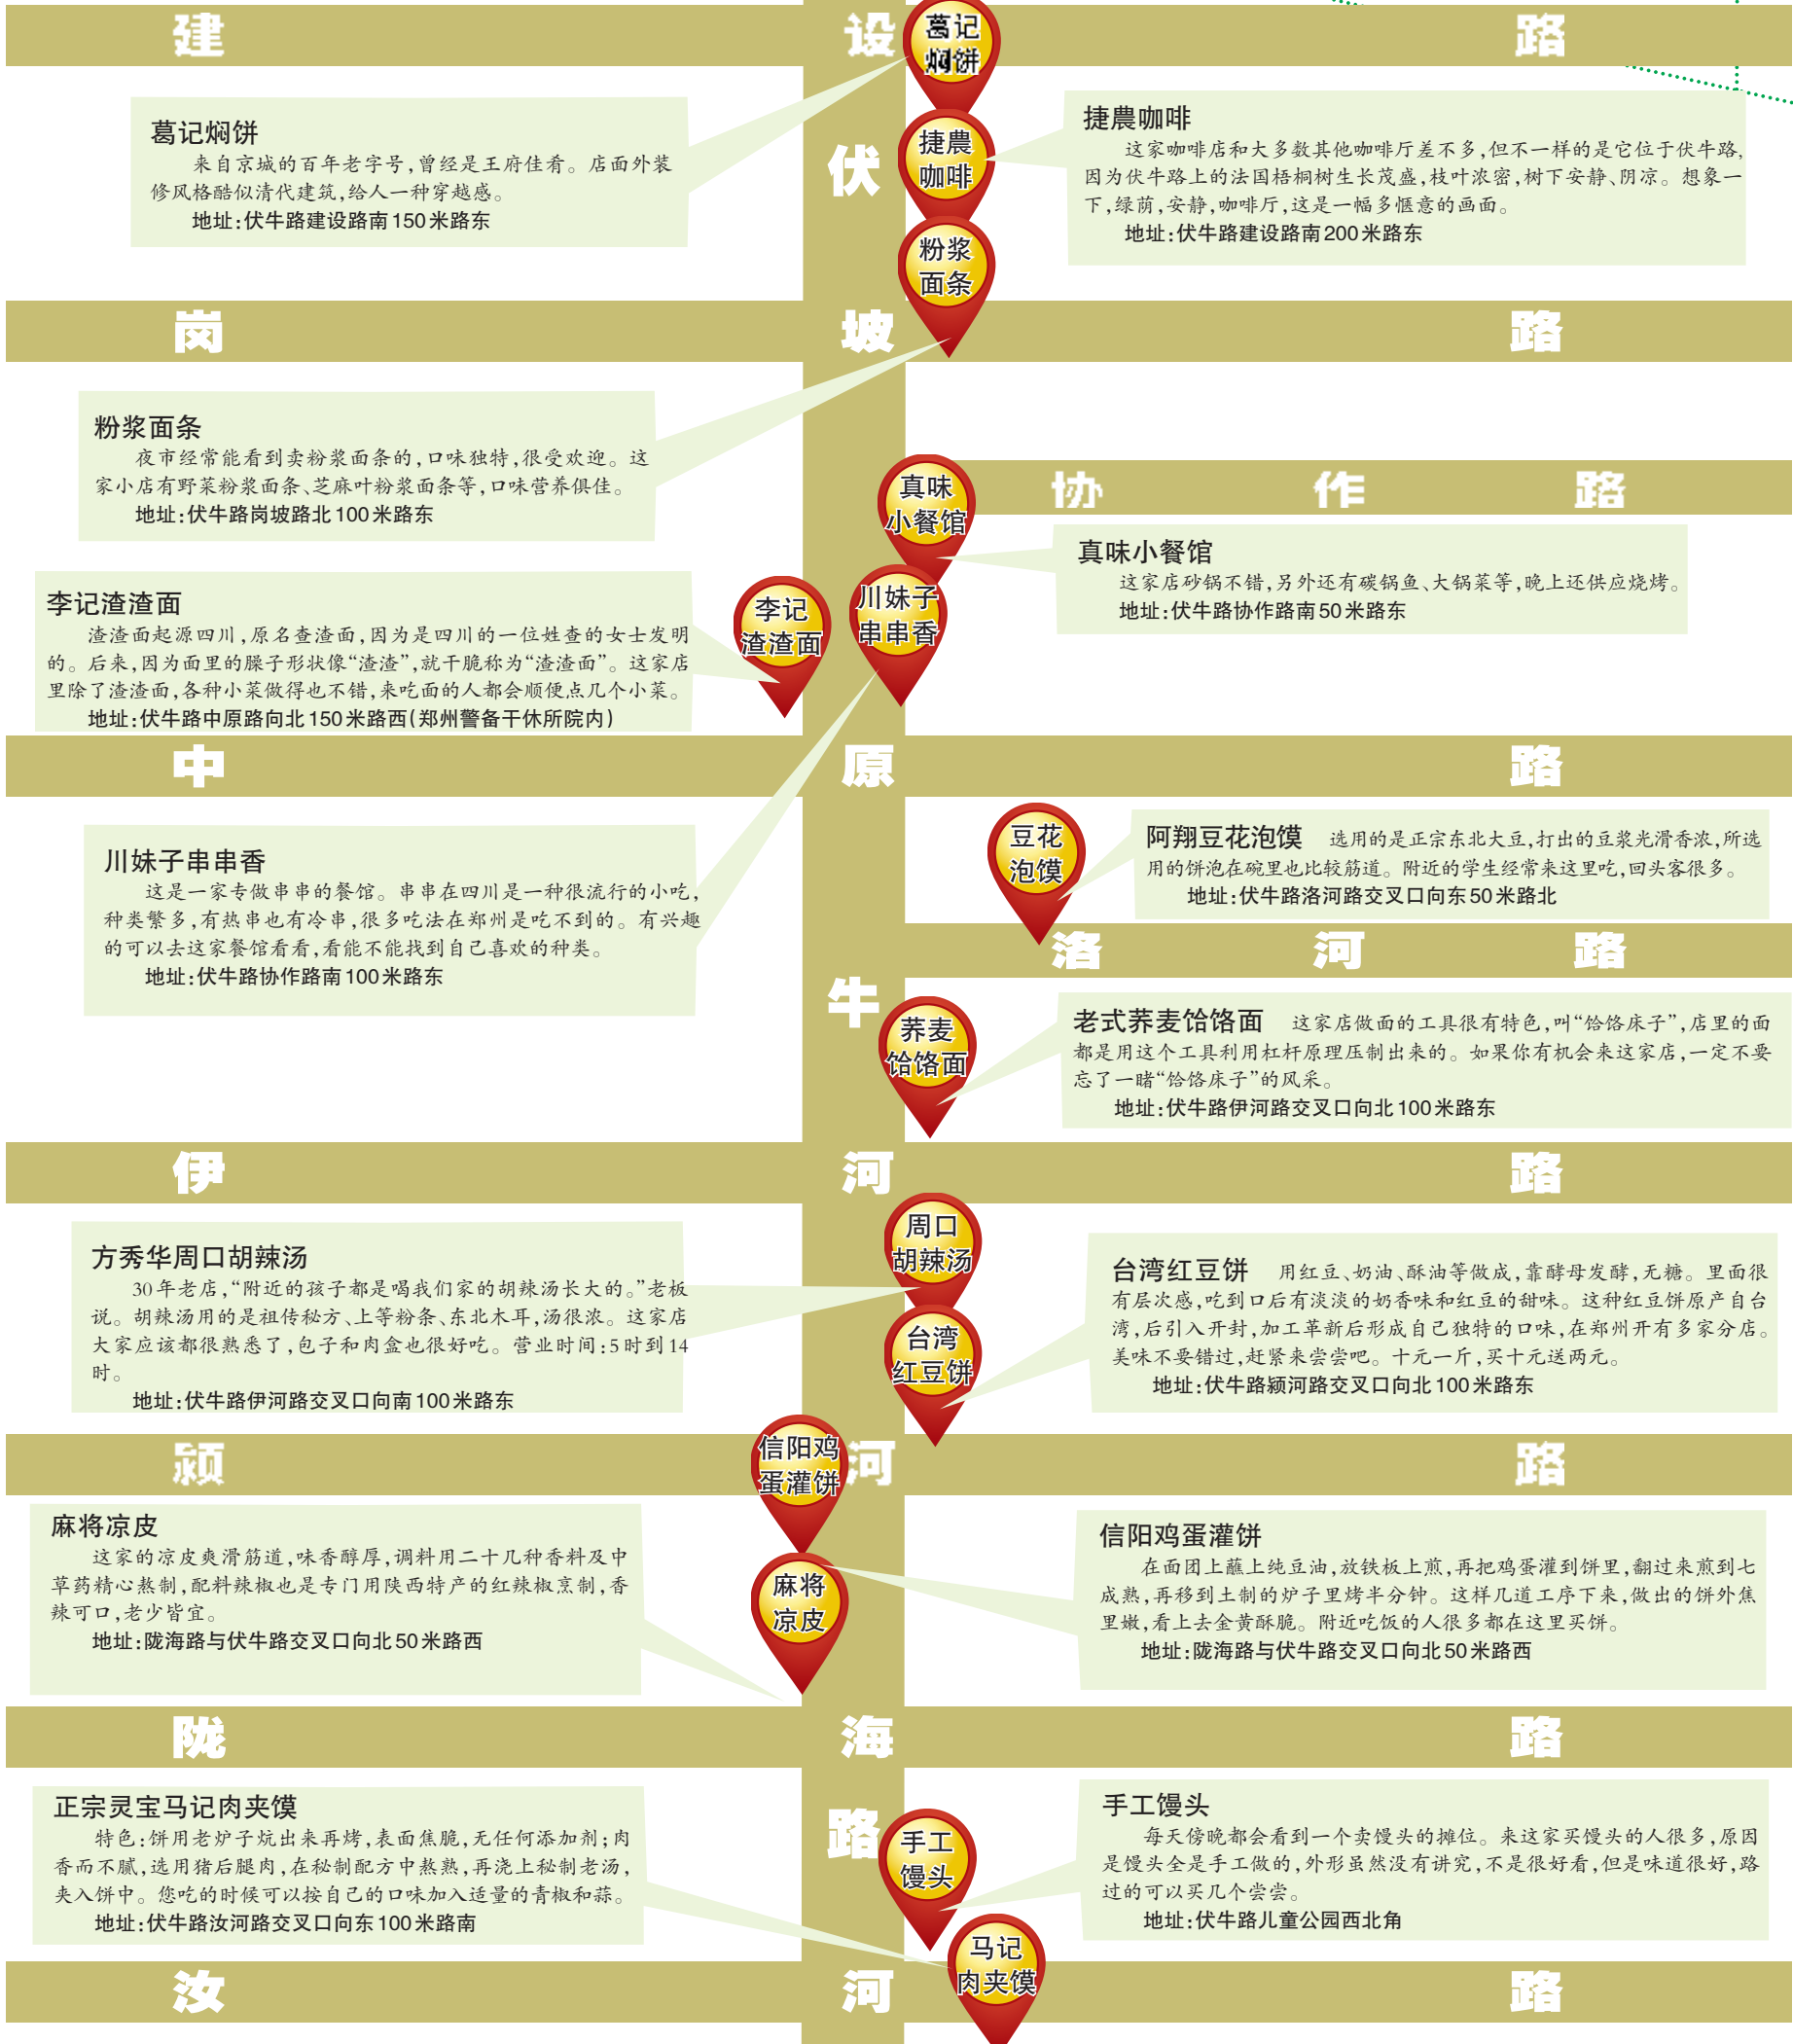 建设路
葛记
焖饼
葛记焖饼
来自京城的百年老字号,曾经是王府佳肴。店面外装
修风格酷似清代建筑,给人一种穿越感。
地址:伏牛路建设路南150米路东
捷農
咖啡
捷農咖啡
这家咖啡店和大多数其他咖啡厅差不多,但不一样的是它位于伏牛路,
因为伏牛路上的法国梧桐树生长茂盛,枝叶浓密,树下安静、阴凉。想象一
下,绿荫,安静,咖啡厅,这是一幅多惬意的画面。
地址:伏牛路建设路南200米路东
伏
粉浆
面条
岗坡路
粉浆面条
夜市经常能看到卖粉浆面条的,口味独特,很受欢迎。这
家小店有野菜粉浆面条、芝麻叶粉浆面条等,口味营养俱佳。
地址:伏牛路岗坡路北100米路东
协作路
真味
小餐馆
真味小餐馆
这家店砂锅不错,另外还有碳锅鱼、大锅菜等,晚上还供应烧烤。
地址:伏牛路协作路南50米路东
李记渣渣面
渣渣面起源四川,原名查渣面,因为是四川的一位姓查的女士发明
的。后来,因为面里的臊子形状像“渣渣”,就干脆称为“渣渣面”。这家店
里除了渣渣面,各种小菜做得也不错,来吃面的人都会顺便点几个小菜。
地址:伏牛路中原路向北150米路西(郑州警备干休所院内)
李记
渣渣面
川妹子
串串香
中原路
川妹子串串香
这是一家专做串串的餐馆。串串在四川是一种很流行的小吃,
种类繁多,有热串也有冷串,很多吃法在郑州是吃不到的。有兴趣
的可以去这家餐馆看看,看能不能找到自己喜欢的种类。
地址:伏牛路协作路南100米路东
豆花
泡馍
阿翔豆花泡馍 选用的是正宗东北大豆,打出的豆浆光滑香浓,所选
用的饼泡在碗里也比较筋道。附近的学生经常来这里吃,回头客很多。
地址:伏牛路洛河路交叉口向东50米路北
洛河路
牛
荞麦
饸饹面
老式荞麦饸饹面 这家店做面的工具很有特色,叫“饸饹床子”,店里的面
都是用这个工具利用杠杆原理压制出来的。如果你有机会来这家店,一定不要
忘了一睹“饸饹床子”的风采。
地址:伏牛路伊河路交叉口向北100米路东
伊河路
方秀华周口胡辣汤
30年老店,“附近的孩子都是喝我们家的胡辣汤长大的。”老板
说。胡辣汤用的是祖传秘方、上等粉条、东北木耳,汤很浓。这家店
大家应该都很熟悉了,包子和肉盒也很好吃。营业时间:5时到14
时。
地址:伏牛路伊河路交叉口向南100米路东
周口
胡辣汤
台湾
红豆饼
台湾红豆饼 用红豆、奶油、酥油等做成,靠酵母发酵,无糖。里面很
有层次感,吃到口后有淡淡的奶香味和红豆的甜味。这种红豆饼原产自台
湾,后引入开封,加工革新后形成自己独特的口味,在郑州开有多家分店。
美味不要错过,赶紧来尝尝吧。十元一斤,买十元送两元。
地址:伏牛路颍河路交叉口向北100米路东
颍河路
信阳鸡
蛋灌饼
麻将凉皮
这家的凉皮爽滑筋道,味香醇厚,调料用二十几种香料及中
草药精心熬制,配料辣椒也是专门用陕西特产的红辣椒烹制,香
辣可口,老少皆宜。
地址:陇海路与伏牛路交叉口向北50米路西
麻将
凉皮
信阳鸡蛋灌饼
在面团上蘸上纯豆油,放铁板上煎,再把鸡蛋灌到饼里,翻过来煎到七
成熟,再移到土制的炉子里烤半分钟。这样几道工序下来,做出的饼外焦
里嫩,看上去金黄酥脆。附近吃饭的人很多都在这里买饼。
地址:陇海路与伏牛路交叉口向北50米路西
陇海路
正宗灵宝马记肉夹馍
特色:饼用老炉子炕出来再烤,表面焦脆,无任何添加剂;肉
香而不腻,选用猪后腿肉,在秘制配方中熬熟,再浇上秘制老汤,
夹入饼中。您吃的时候可以按自己的口味加入适量的青椒和蒜。
地址:伏牛路汝河路交叉口向东100米路南
路
手工
馒头
手工馒头
每天傍晚都会看到一个卖馒头的摊位。来这家买馒头的人很多,原因
是馒头全是手工做的,外形虽然没有讲究,不是很好看,但是味道很好,路
过的可以买几个尝尝。
地址:伏牛路儿童公园西北角
马记
肉夹馍
汝河路